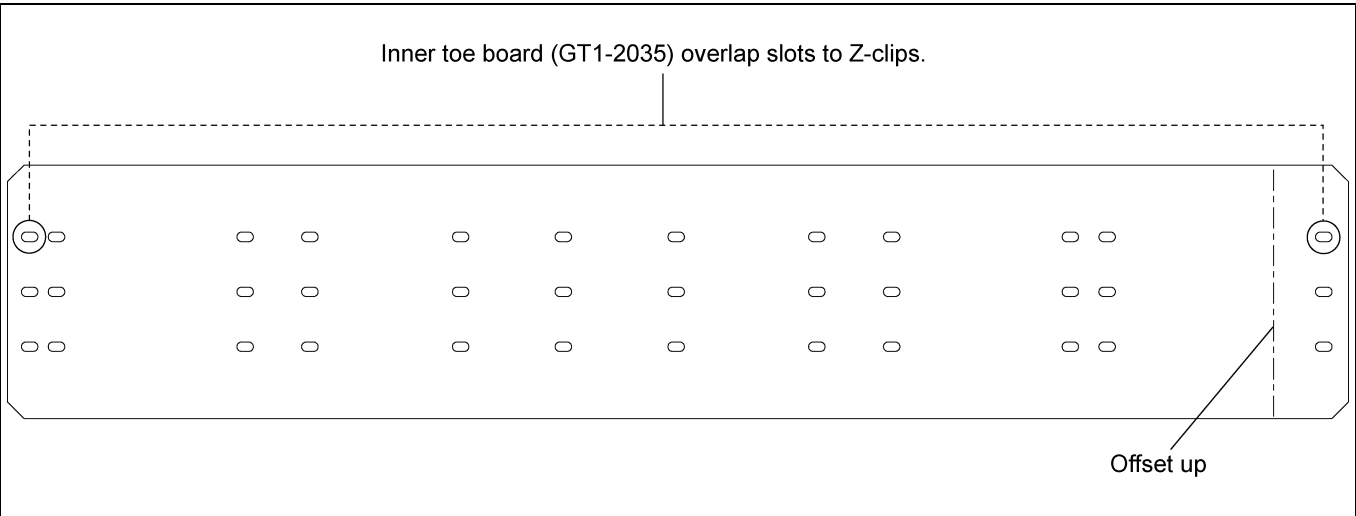 Inner toe board (GT1-2035) overlap slots to Z-clips.
Offset up